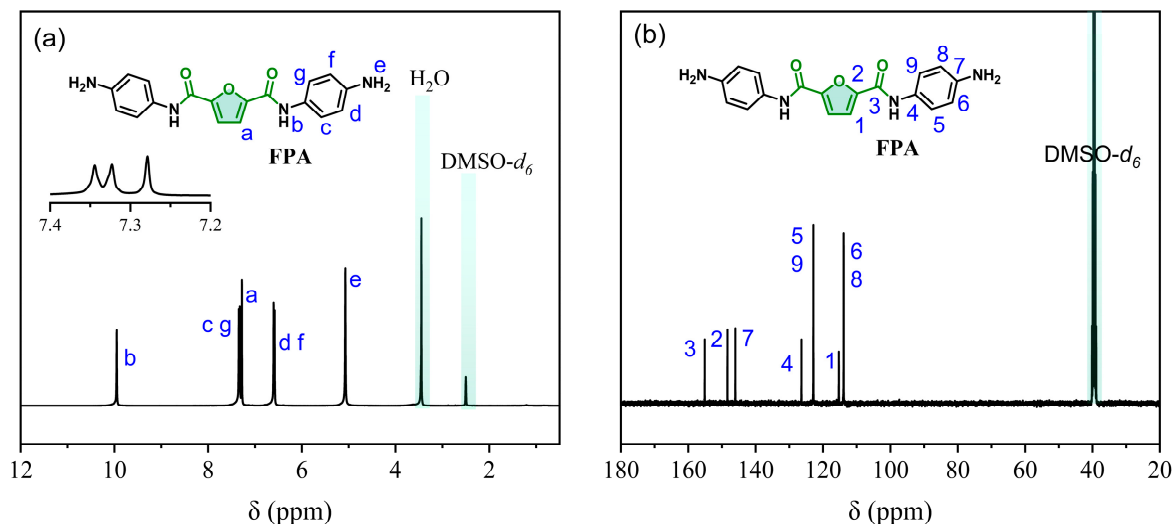 (a)
O
O
O
NH₂
N
H
N
H
NH₂
a
b
c
d
e
f
g
FPA
H₂O
DMSO-d₆
7.4 7.3 7.2
b
c g
a
d f
e
12 10 8 6 4 2
δ (ppm)
(b)
O
O
O
NH₂
N
H
N
H
NH₂
1
2
3
4
5
6
7
8
9
FPA
DMSO-d₆
3
2
7
4
5
9
1
6
8
180 160 140 120 100 80 60 40 20
δ (ppm)